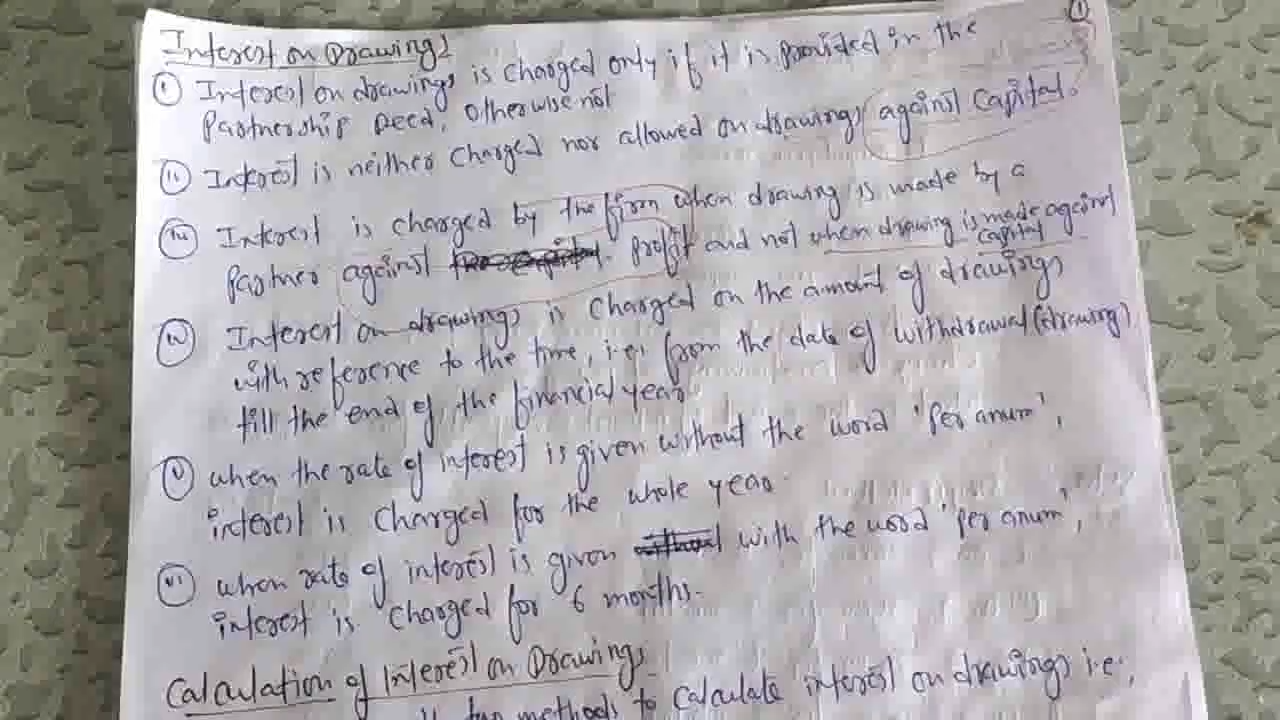 ①
Interest on Drawings
① Interest on drawings is charged only if it is provided in the
Partnership Deed, otherwise not
(ii) Interest is neither charged nor allowed on drawings against Capital.
(iii) Interest is charged by the firm when drawing is made by a
Partner against profit and not when drawing is made against
capital
(iv) Interest on drawings is charged on the amount of drawings
with reference to the time, i.e; from the date of withdrawal (drawing)
till the end of the financial year.
(v) when the rate of interest is given without the word 'Per anum',
interest is charged for the whole year.
(vi) when rate of interest is given with the word 'per anum',
interest is charged for 6 months.
Calculation of Interest on Drawings
two methods to calculate interest on drawings i.e;